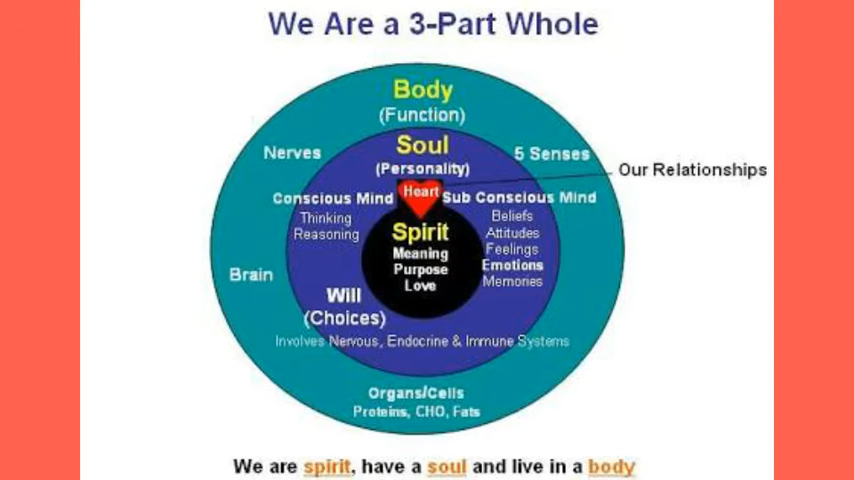 We Are a 3-Part Whole
Body
(Function)
Nerves
5 Senses
Soul
(Personality)
Our Relationships
Heart
Conscious Mind
Thinking
Reasoning
Sub Conscious Mind
Beliefs
Attitudes
Feelings
Emotions
Memories
Spirit
Meaning
Purpose
Love
Brain
Will
(Choices)
Involves Nervous, Endocrine & Immune Systems
Organs/Cells
Proteins, CHO, Fats
We are spirit, have a soul and live in a body